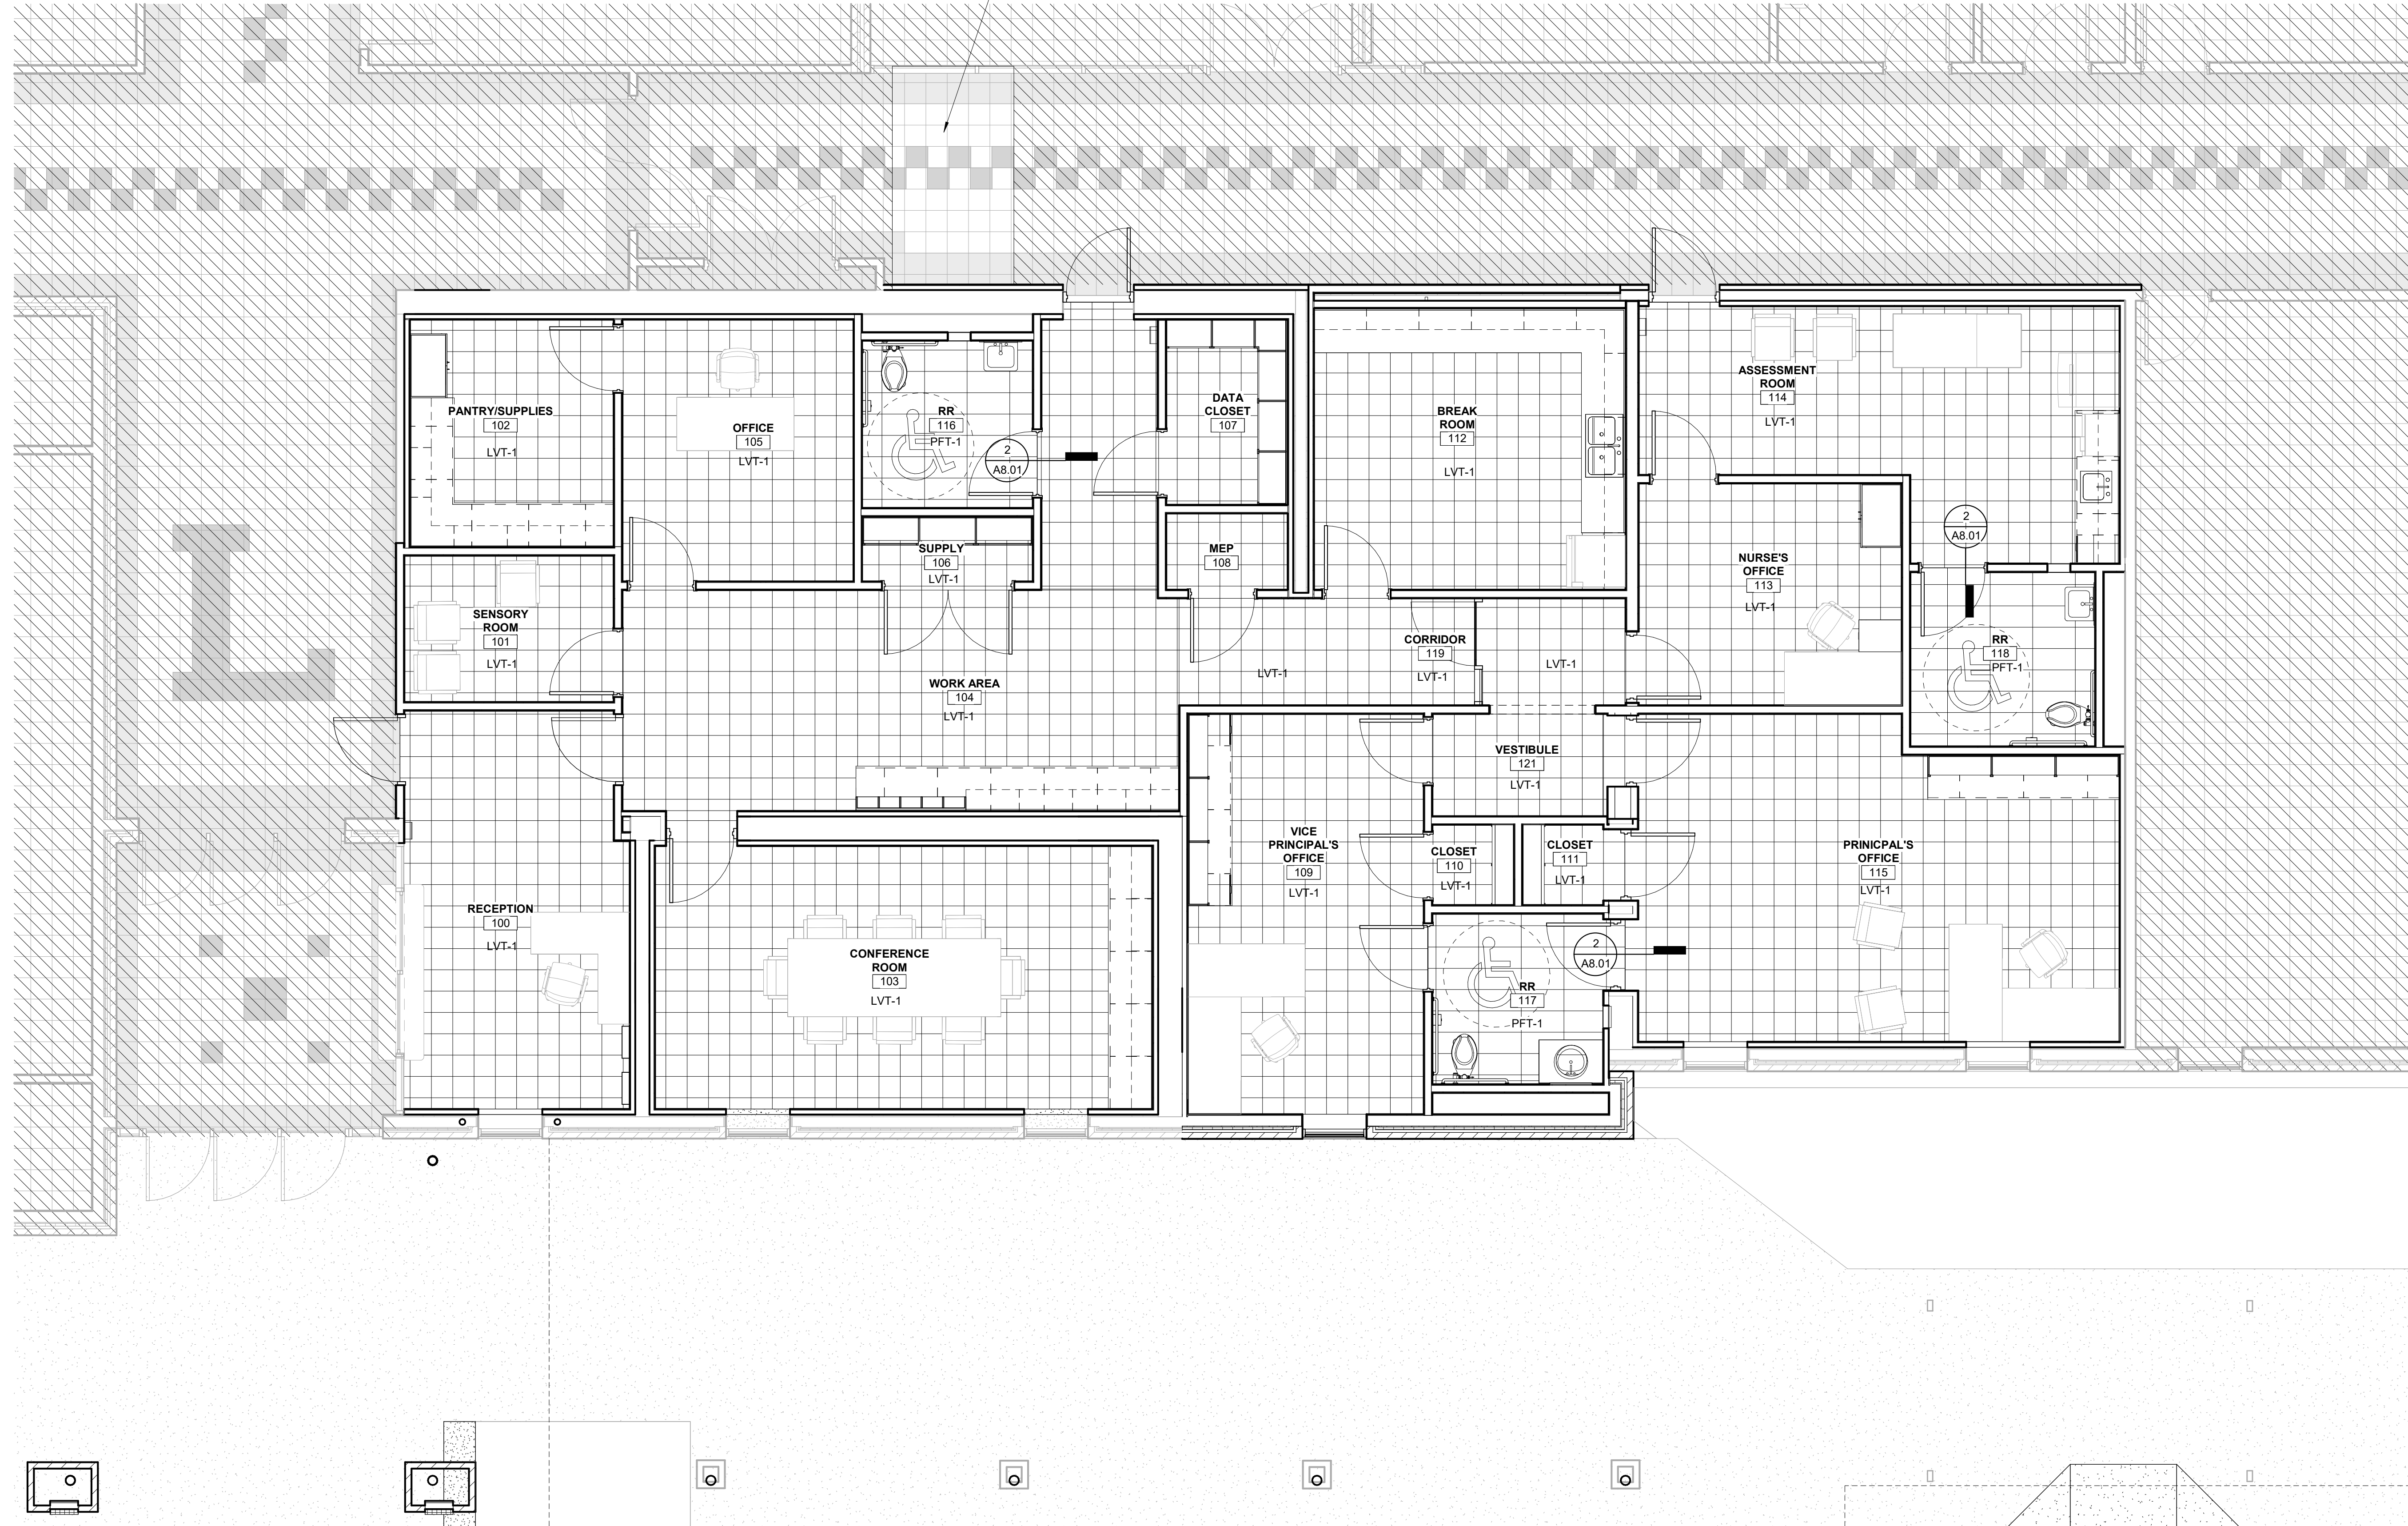 PANTRY/SUPPLIES
102
LVT-1
OFFICE
105
LVT-1
RR
116
PFT-1
2
A8.01
DATA
CLOSET
107
BREAK
ROOM
112
LVT-1
ASSESSMENT
ROOM
114
LVT-1
SENSORY
ROOM
101
LVT-1
SUPPLY
106
LVT-1
MEP
108
NURSE'S
OFFICE
113
LVT-1
2
A8.01
RR
118
PFT-1
WORK AREA
104
LVT-1
LVT-1
CORRIDOR
119
LVT-1
LVT-1
VESTIBULE
121
LVT-1
RECEPTION
100
LVT-1
CONFERENCE
ROOM
103
LVT-1
VICE
PRINCIPAL'S
OFFICE
109
LVT-1
CLOSET
110
LVT-1
CLOSET
111
LVT-1
PRINICPAL'S
OFFICE
115
LVT-1
2
A8.01
RR
117
PFT-1
L